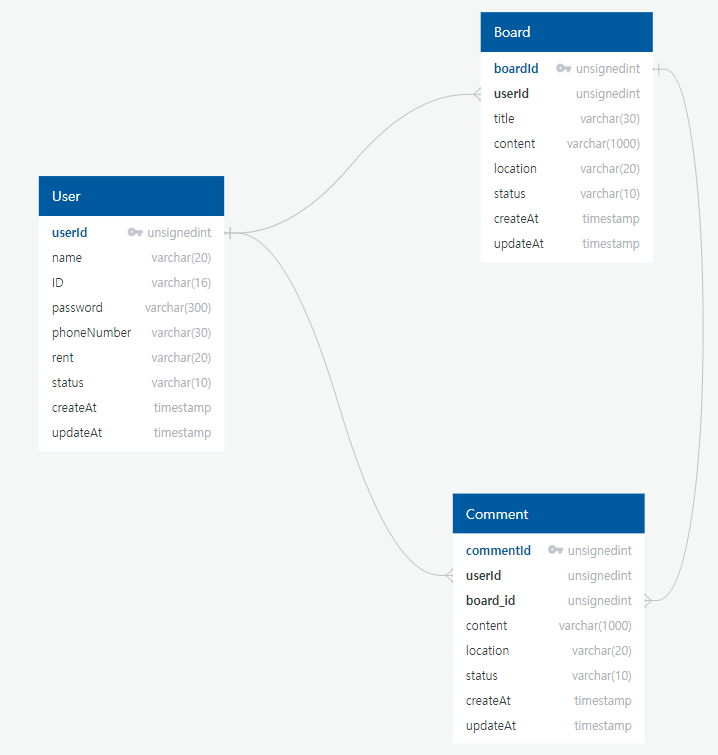 Board
boardId unsignedint
userId unsignedint
title varchar(30)
content varchar(1000)
location varchar(20)
status varchar(10)
createAt timestamp
updateAt timestamp
User
userId unsignedint
name varchar(20)
ID varchar(16)
password varchar(300)
phoneNumber varchar(30)
rent varchar(20)
status varchar(10)
createAt timestamp
updateAt timestamp
Comment
commentId unsignedint
userId unsignedint
board_id unsignedint
content varchar(1000)
location varchar(20)
status varchar(10)
createAt timestamp
updateAt timestamp